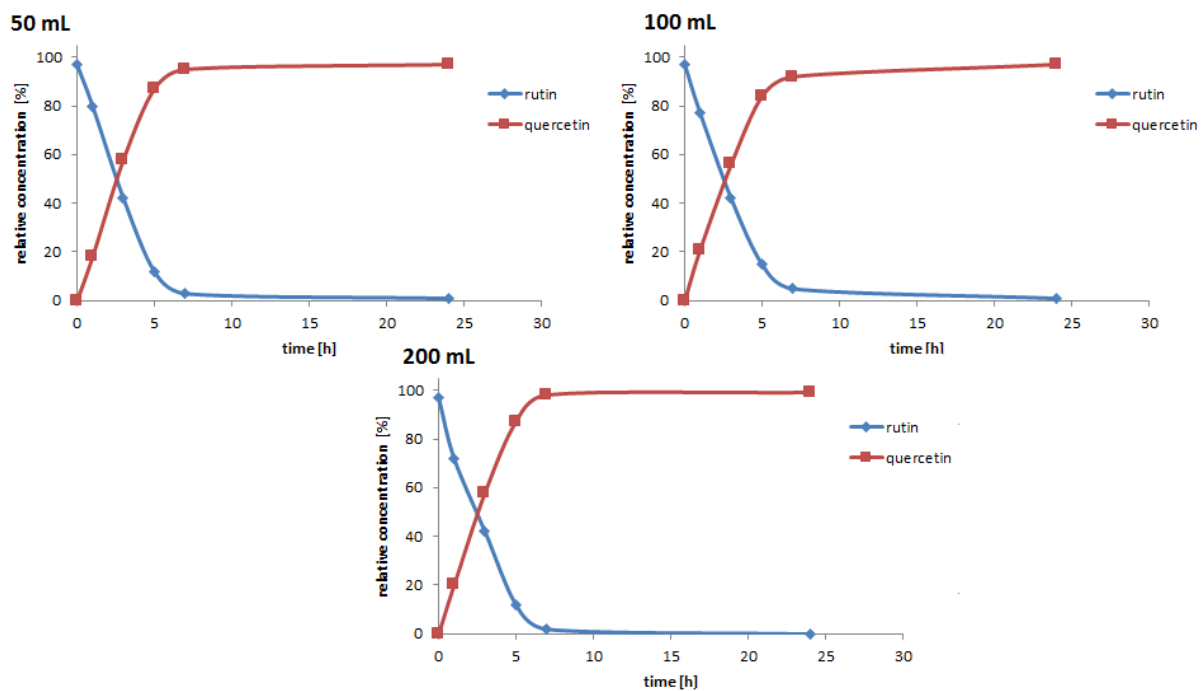 50 mL
100
80
60
40
20
0
relative concentration [%]
0 5 10 15 20 25 30
time [h]
rutin
quercetin
100 mL
100
80
60
40
20
0
relative concentration [%]
0 5 10 15 20 25 30
time [h]
rutin
quercetin
200 mL
100
80
60
40
20
0
relative concentration [%]
0 5 10 15 20 25 30
time [h]
rutin
quercetin